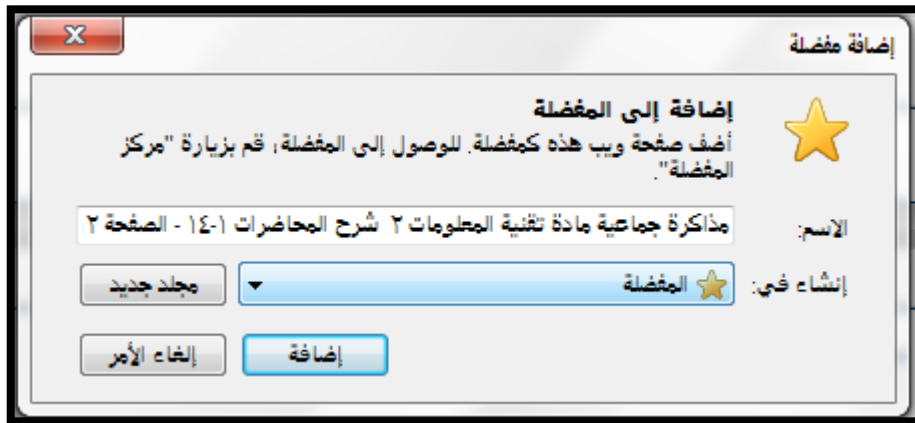 إضافة مفضلة
إضافة إلى المفضلة
أضف صفحة ويب هذه كمفضلة. للوصول إلى المفضلة، قم بزيارة "مركز
المفضلة".
الاسم: مذاكرة جماعية مادة تقنية المعلومات ٢ شرح المحاضرات ١-١٤ - الصفحة ٢
إنشاء في: المفضلة مجلد جديد
إضافة إلغاء الأمر